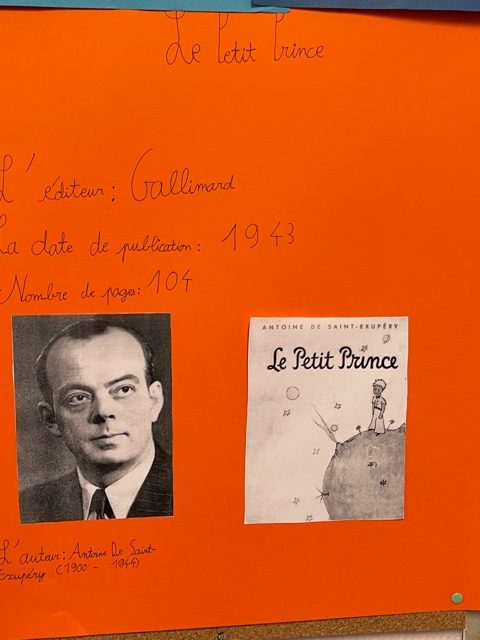 Le Petit Prince
L'éditeur: Gallimard
La date de publication: 1943
Nombre de pages: 104
ANTOINE DE SAINT-EXUPÉRY
Le Petit Prince
L'auteur: Antoine De Saint-
Exupéry (1900 - 1944)